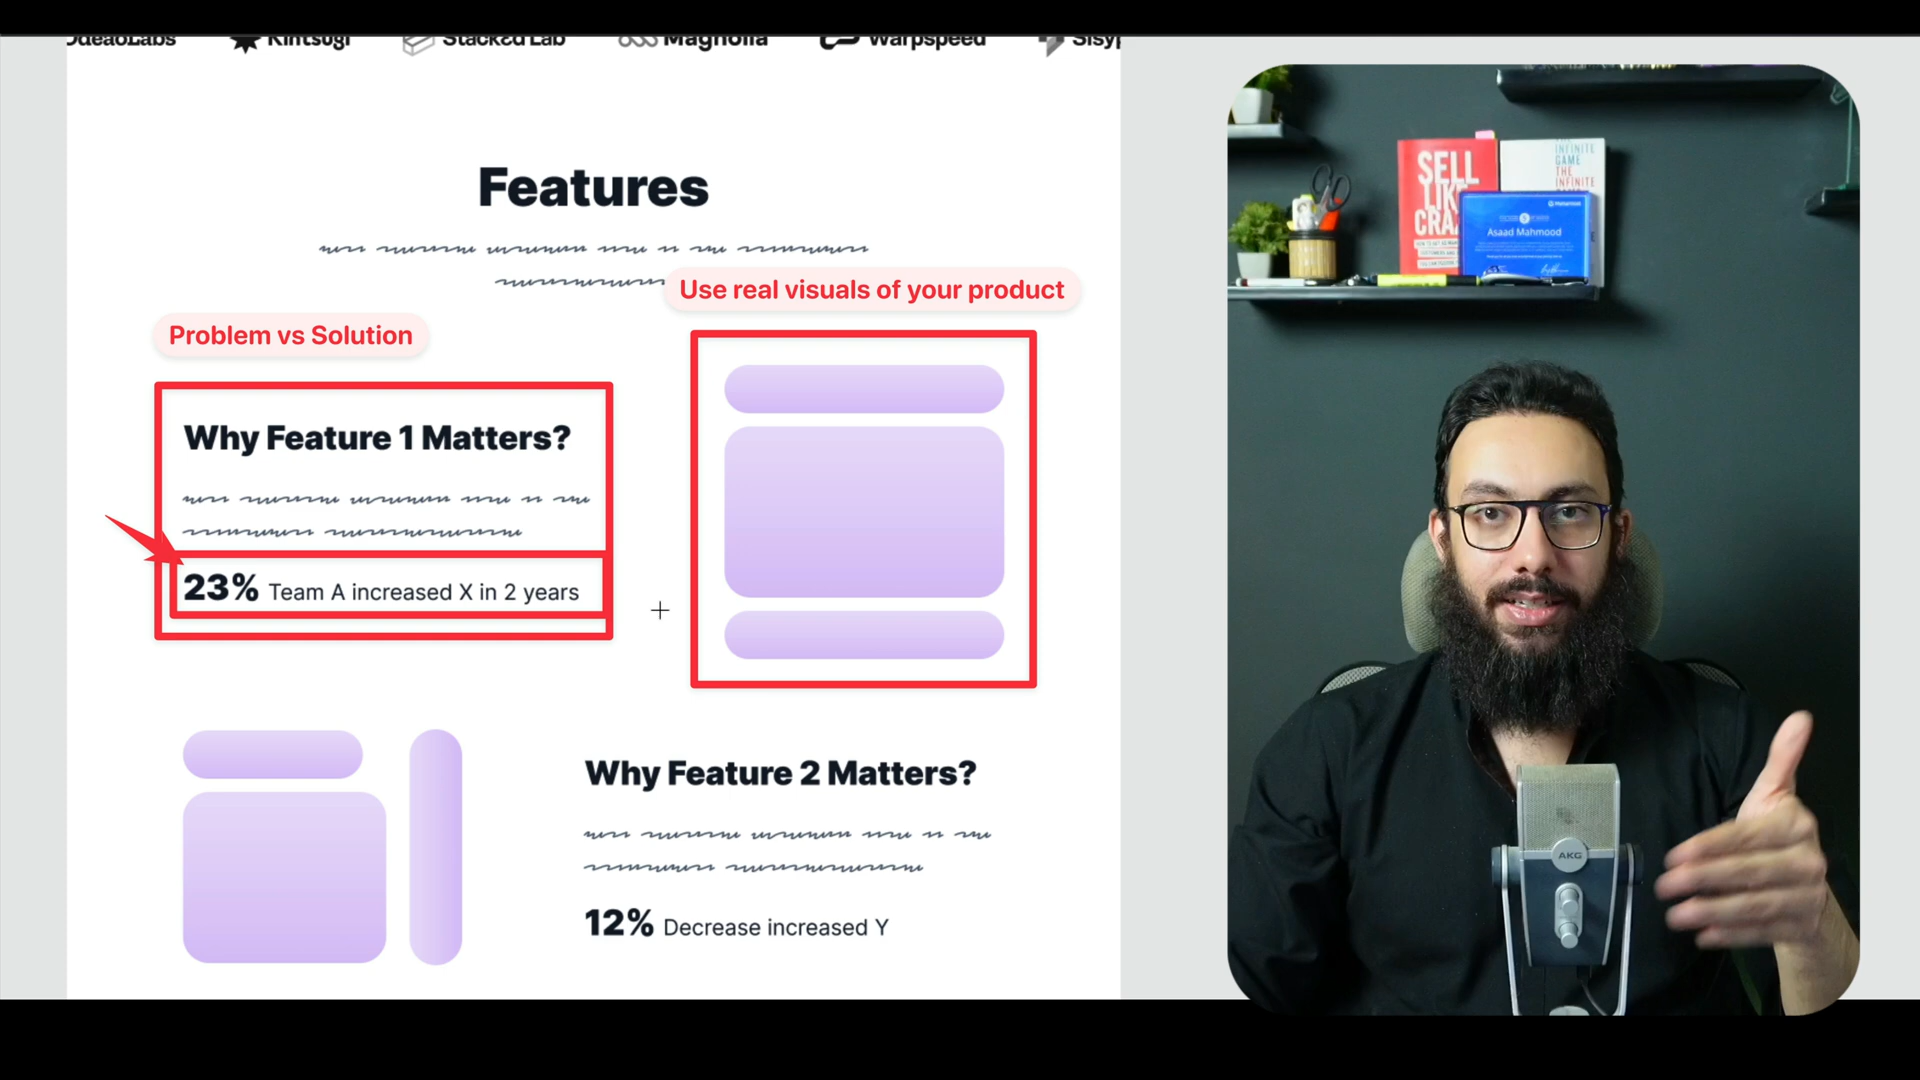 OdeaoLabs Kintsugi Stacked Lab Magnolia Warpspeed Sisy
Features
Use real visuals of your product
Problem vs Solution
Why Feature 1 Matters?
23% Team A increased X in 2 years
Why Feature 2 Matters?
12% Decrease increased Y
SELL
LIKE
CRA
INFINITE
GAME
THE
INFINITE
Asaad Mahmood
AKG